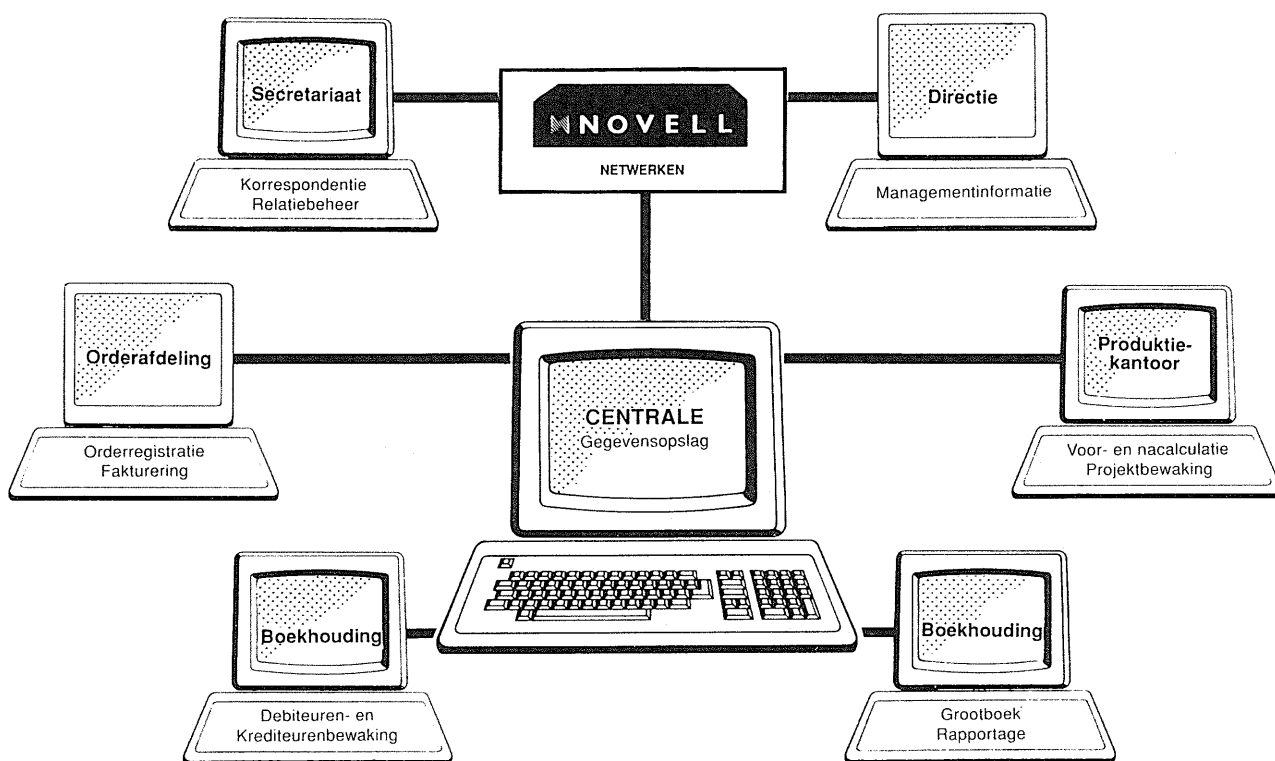 Secretariaat
Korrespondentie
Relatiebeheer
NOVELL
NETWERKEN
Directie
Managementinformatie
Orderafdeling
Orderregistratie
Fakturering
CENTRALE
Gegevensopslag
Produktie-
kantoor
Voor- en nacalculatie
Projektbewaking
Boekhouding
Debiteuren- en
Krediteurenbewaking
Boekhouding
Grootboek
Rapportage